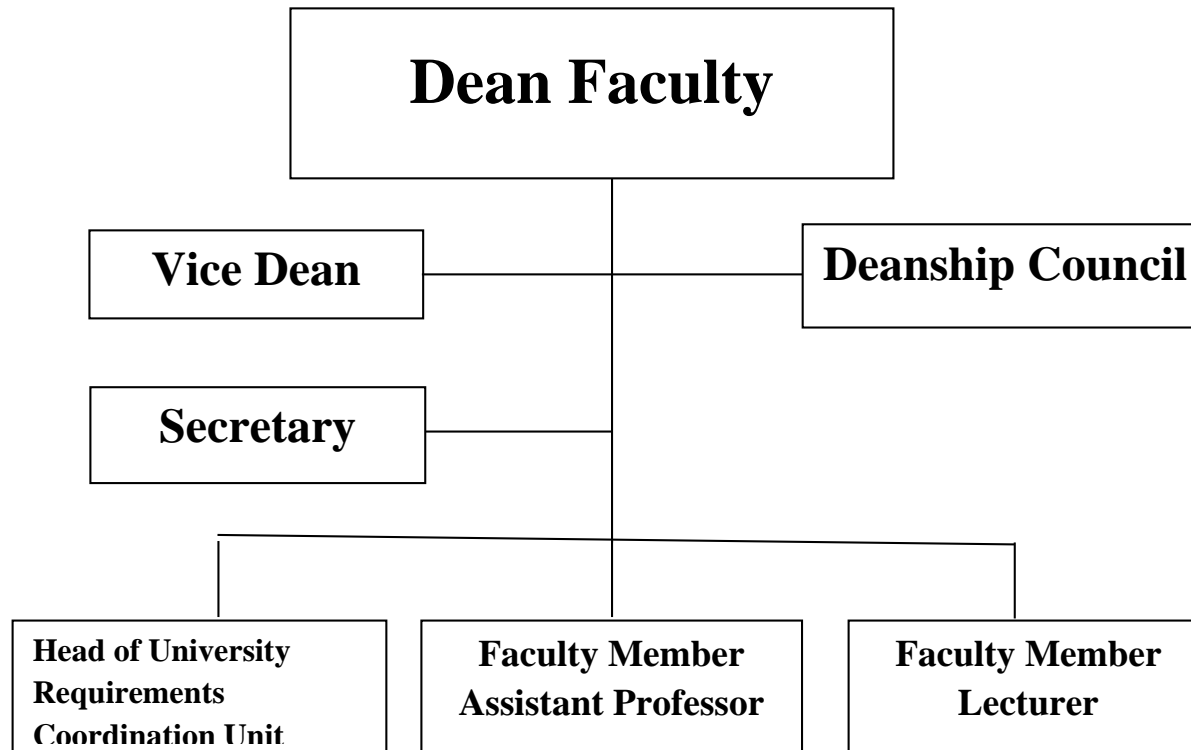 Dean Faculty
Vice Dean
Deanship Council
Secretary
Head of University
Requirements
Coordination Unit
Faculty Member
Assistant Professor
Faculty Member
Lecturer